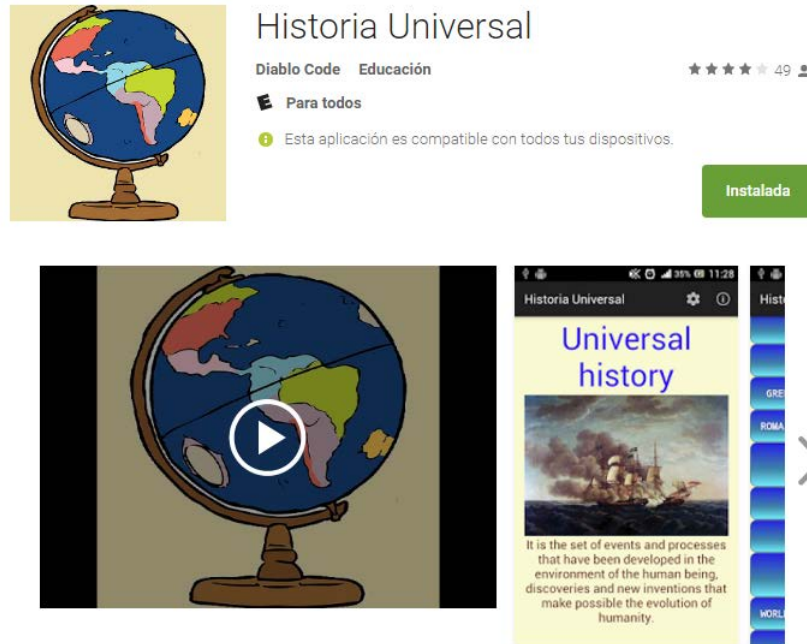 Historia Universal
Diablo Code Educación
49
E Para todos
Esta aplicación es compatible con todos tus dispositivos.
Instalada
35% 11:28
Historia Universal
Universal
history
It is the set of events and processes
that have been developed in the
environment of the human being,
discoveries and new inventions that
make possible the evolution of
humanity.